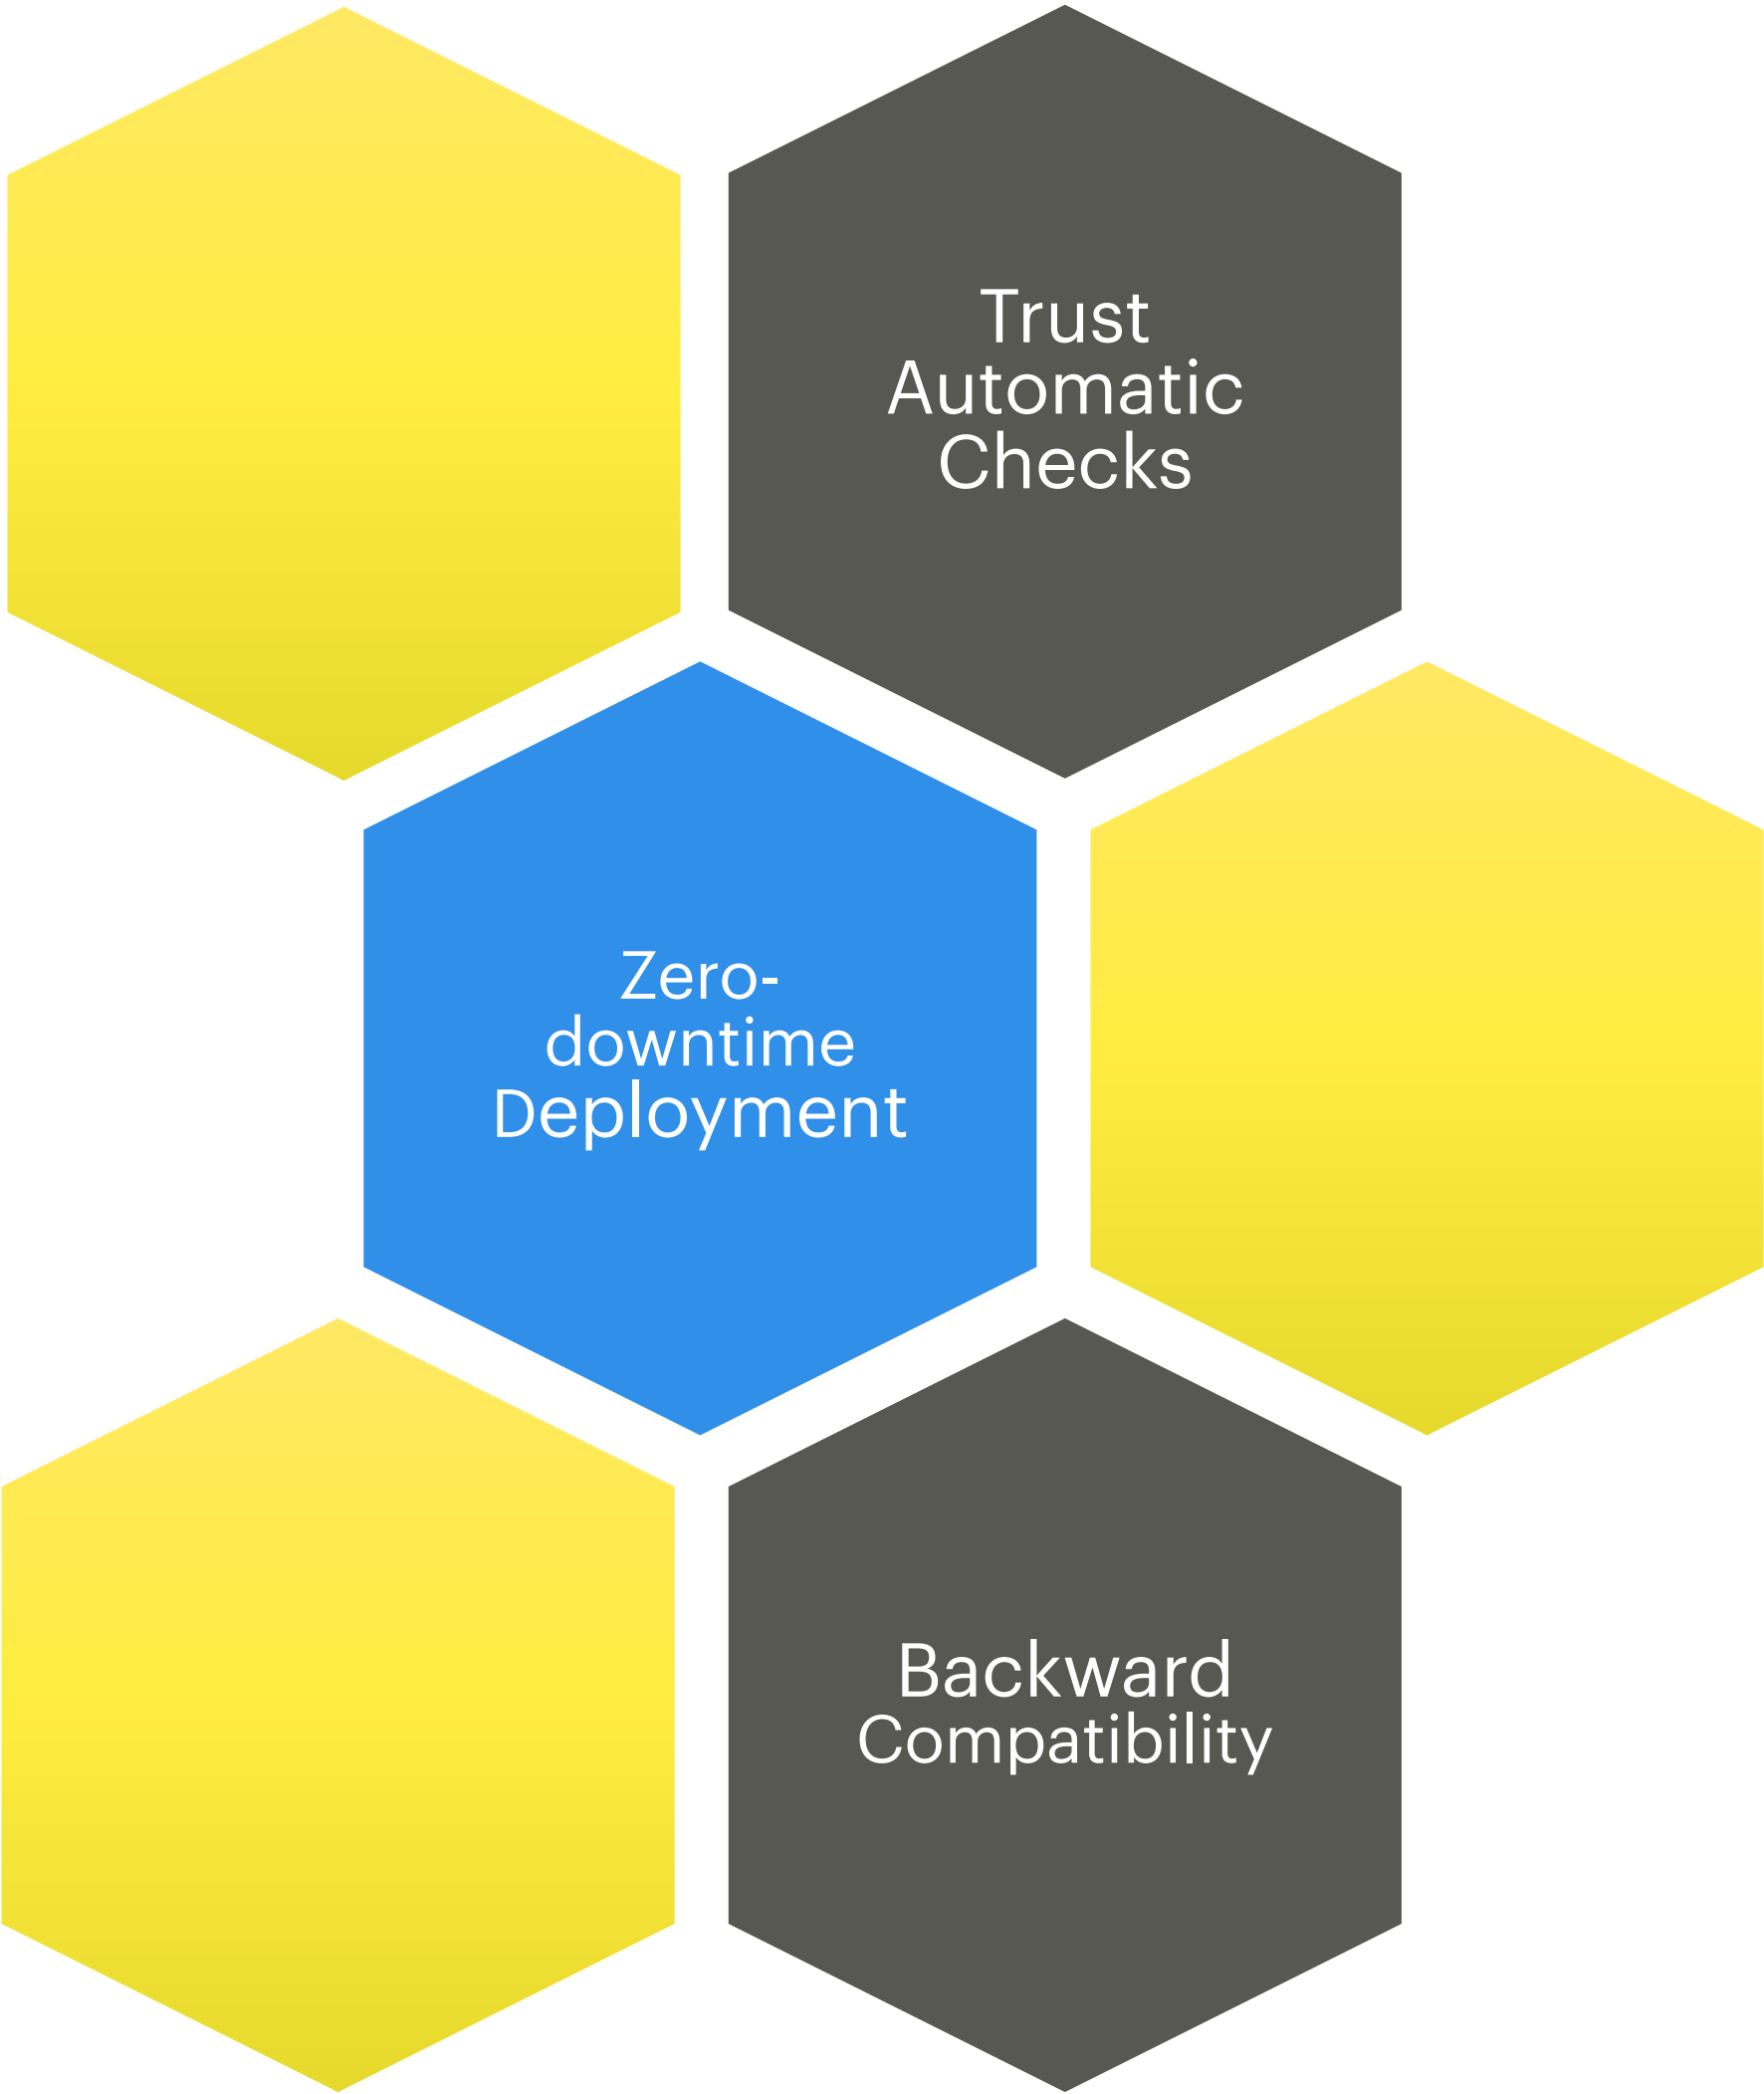 Trust
Automatic
Checks
Zero-
downtime
Deployment
Backward
Compatibility